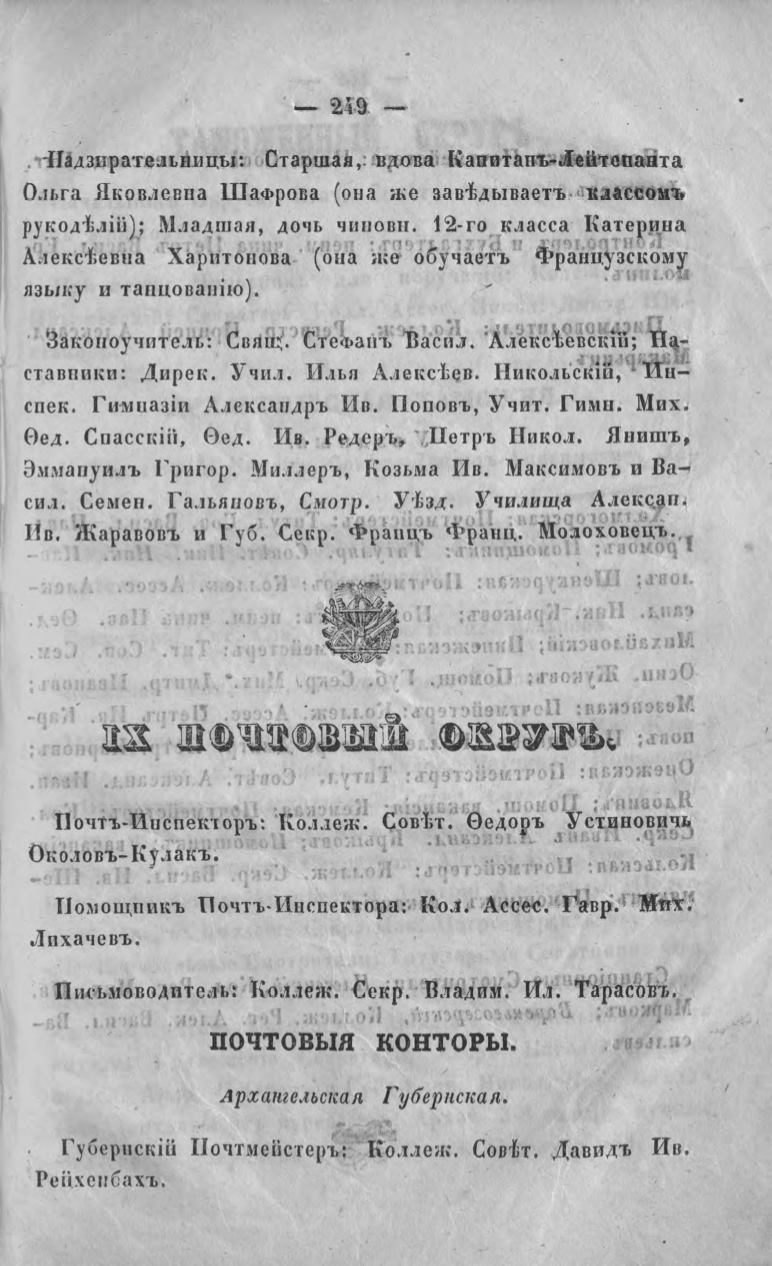 — 249 —
Надзирательницы: Старшая, вдова Капитанъ-Лейтенанта
Ольга Яковлевна Шафрова (она же завѣдываетъ классомъ
рукодѣлій); Младшая, дочь чиновн. 12-го класса Катерина
Алексѣевна Харитонова (она же обучаетъ Французскому
языку и танцованію).
Законоучитель: Свящ. Стефанъ Васил. Алексѣевскій; На-
ставники: Дирек. Учил. Илья Алексѣев. Никольскій, Ин-
спек. Гимназіи Александръ Ив. Поповъ, Учит. Гимн. Мих.
Ѳед. Спасскій, Ѳед. Ив. Редеръ, Петръ Никол. Янишъ,
Эммануилъ Григор. Миллеръ, Козьма Ив. Максимовъ и Ва-
сил. Семен. Гальяновъ, Смотр. Уѣзд. Училища Алексан.
Ив. Жаравовъ и Губ. Секр. Францъ Франц. Молоховецъ.
IX ПОЧТОВЫЙ ОКРУГЪ.
Почтъ-Инспекторъ: Коллеж. Совѣт. Ѳедоръ Устиновичь
Околовъ-Кулакъ.
Помощникъ Почтъ-Инспектора: Кол. Ассес. Гавр. Мих.
Лихачевъ.
Письмоводитель: Коллеж. Секр. Владим. Ил. Тарасовъ.
ПОЧТОВЫЯ КОНТОРЫ.
Архангельская Губернская.
Губернскій Почтмейстеръ: Коллеж. Совѣт. Давидъ Ив.
Рейхенбахъ.